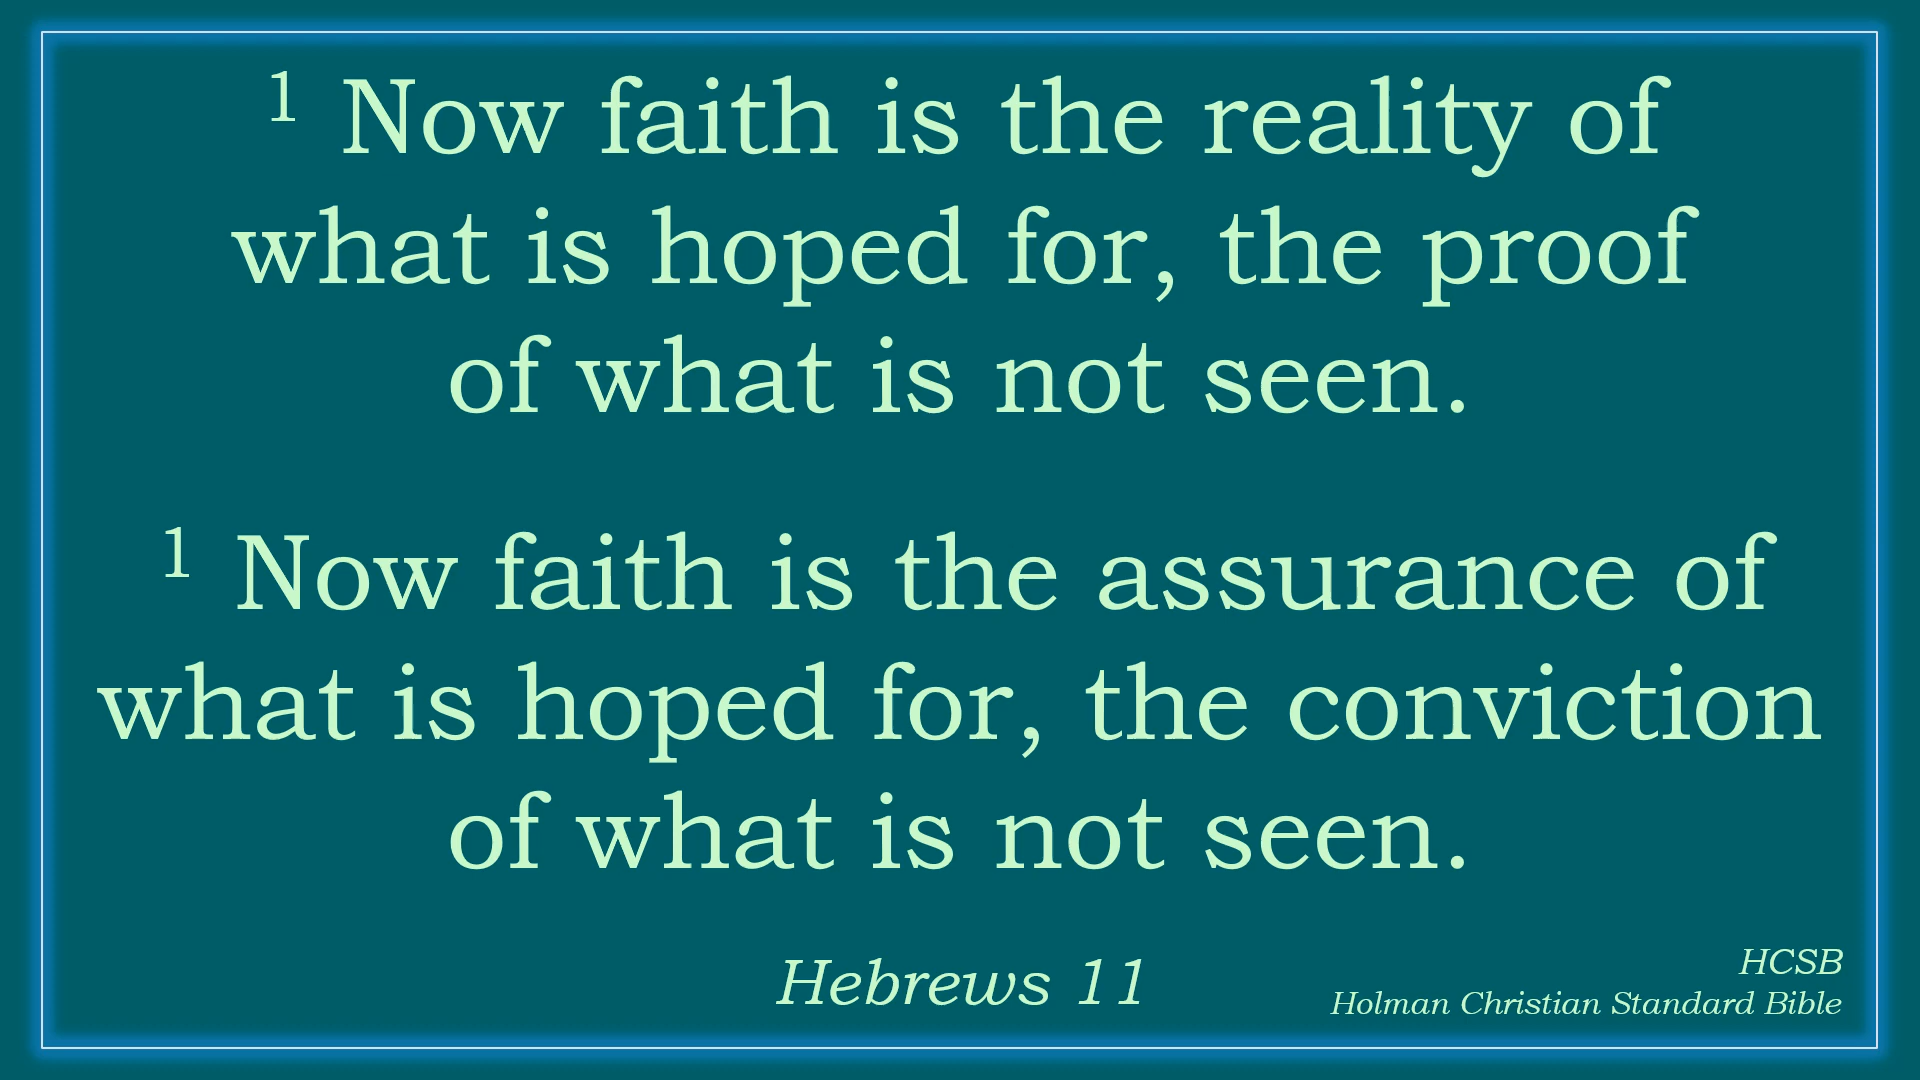 1 Now faith is the reality of
what is hoped for, the proof
of what is not seen.
1 Now faith is the assurance of
what is hoped for, the conviction
of what is not seen.
Hebrews 11
HCSB
Holman Christian Standard Bible